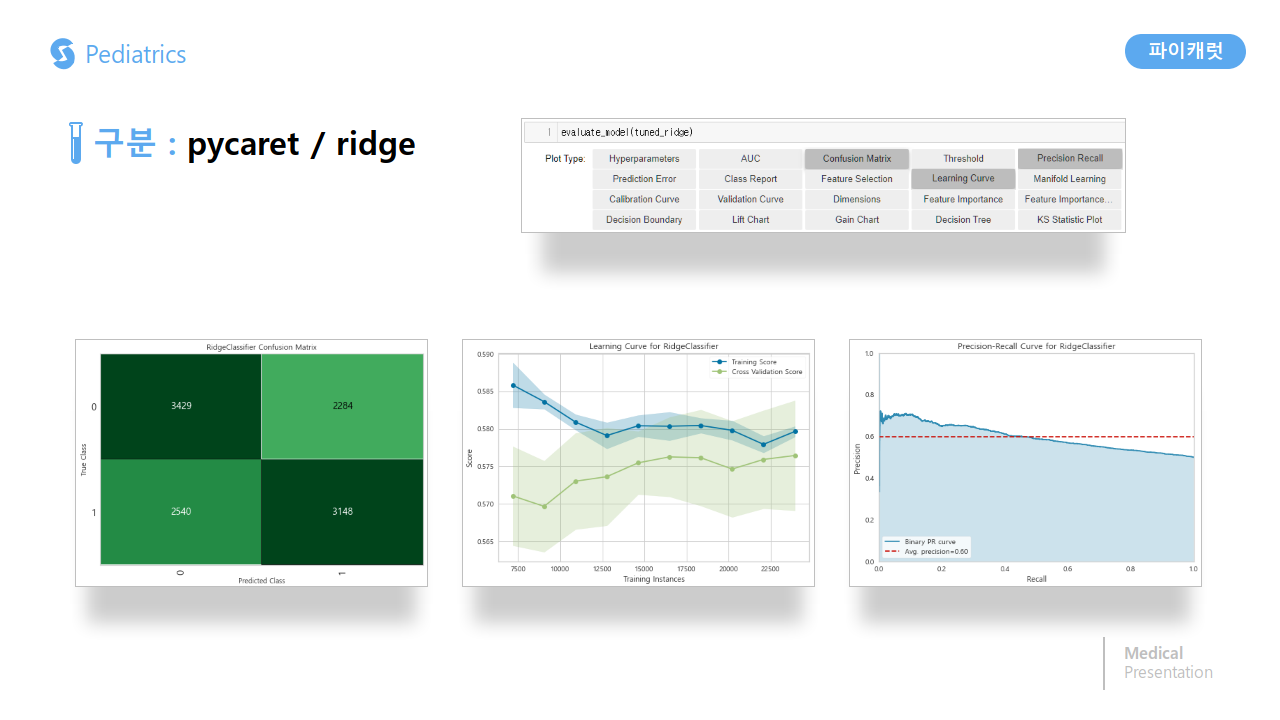 Pediatrics
파이캐럿
구분 : pycaret / ridge
1 evaluate_model(tuned_ridge)
Plot Type: Hyperparameters AUC Confusion Matrix Threshold Precision Recall
Prediction Error Class Report Feature Selection Learning Curve Manifold Learning
Calibration Curve Validation Curve Dimensions Feature Importance Feature Importance...
Decision Boundary Lift Chart Gain Chart Decision Tree KS Statistic Plot
RidgeClassifier Confusion Matrix
True Class
0 3429 2284
1 2540 3148
0 1
Predicted Class
Learning Curve for RidgeClassifier
Training Score
Cross Validation Score
Score
0.590
0.585
0.580
0.575
0.570
0.565
7500 10000 12500 15000 17500 20000 22500
Training Instances
Precision-Recall Curve for RidgeClassifier
Precision
1.0
0.8
0.6
0.4
0.2
0.0
Binary PR curve
Avg. precision=0.60
0.0 0.2 0.4 0.6 0.8 1.0
Recall
Medical
Presentation